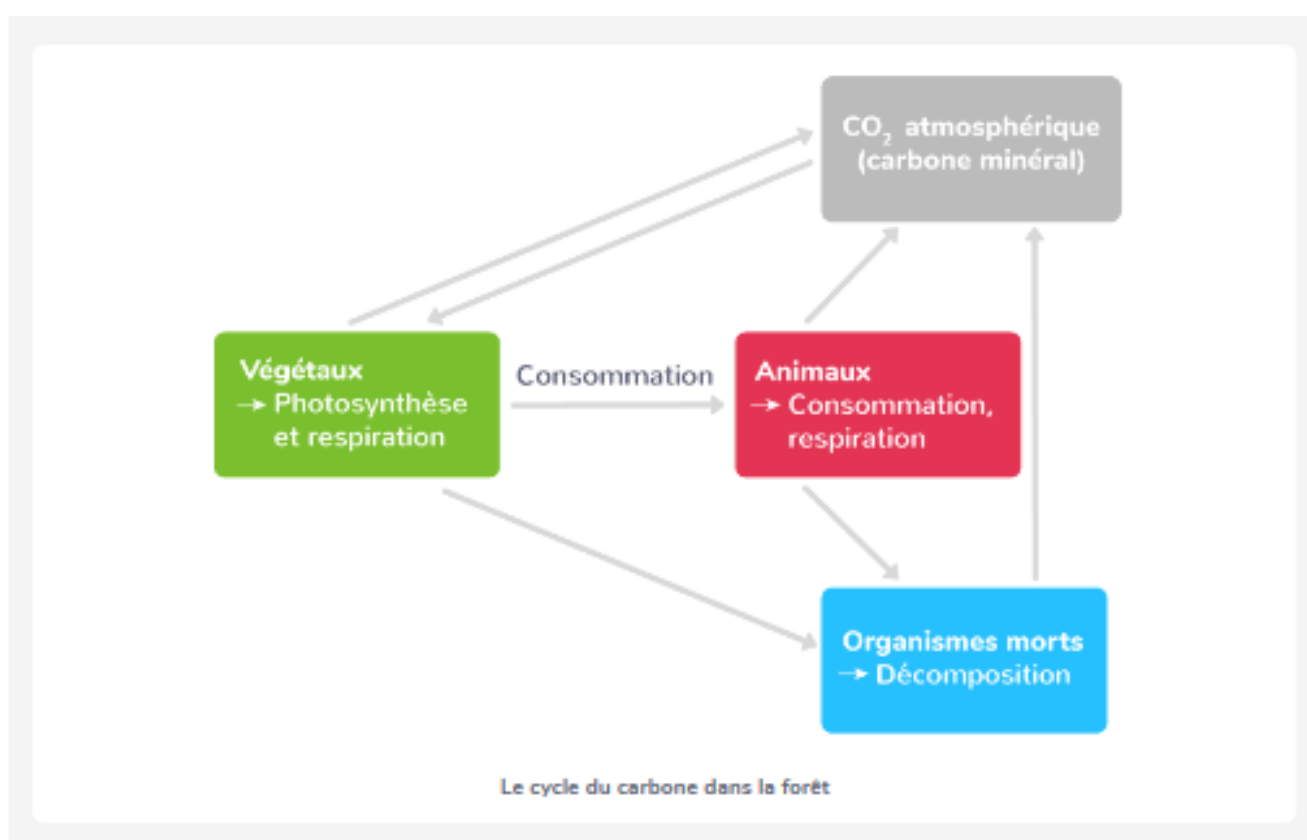 CO₂ atmosphérique
(carbone minéral)
Végétaux
→ Photosynthèse
et respiration
Consommation
Animaux
→ Consommation,
respiration
Organismes morts
→ Décomposition
Le cycle du carbone dans la forêt